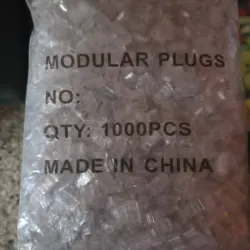 MODULAR PLUGS
NO:
QTY: 1000PCS
MADE IN CHINA